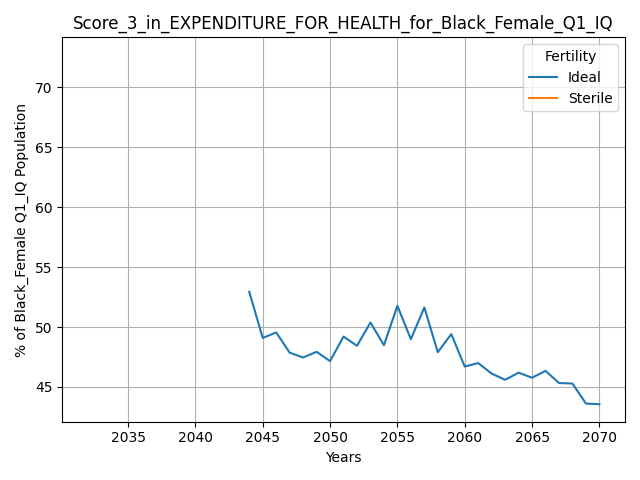 Score_3_in_EXPENDITURE_FOR_HEALTH_for_Black_Female_Q1_IQ
Fertility
Ideal
Sterile
% of Black_Female Q1_IQ Population
70
65
60
55
50
45
2035 2040 2045 2050 2055 2060 2065 2070
Years